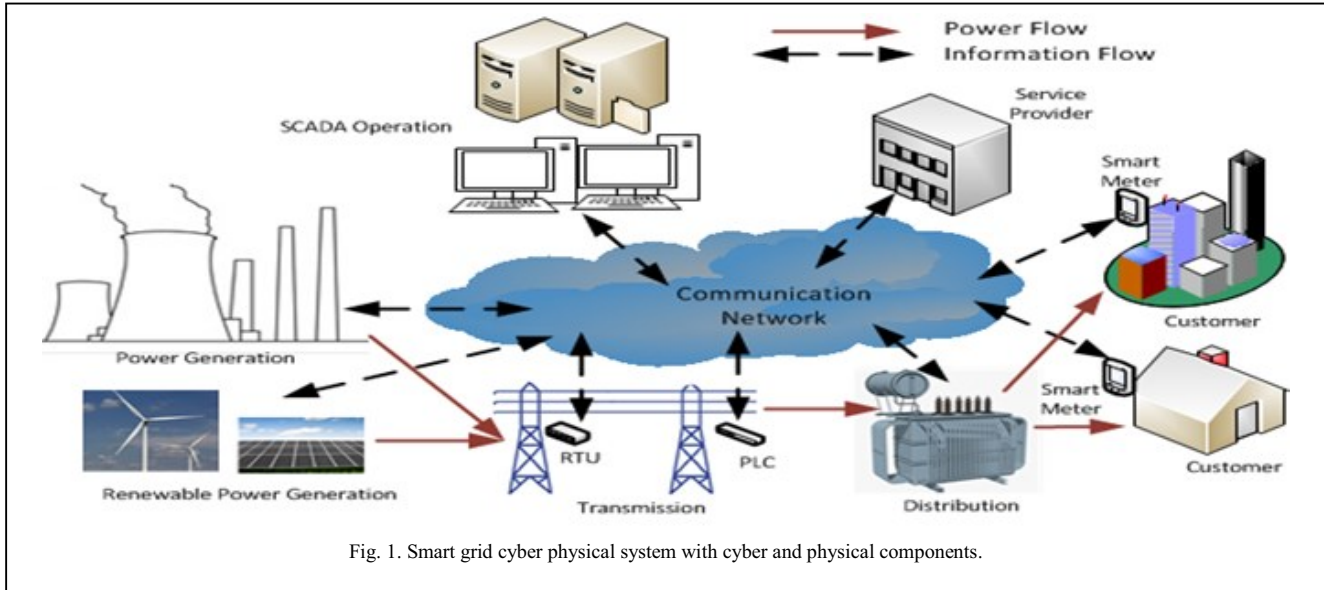 Power Flow
Information Flow
SCADA Operation
Service
Provider
Smart
Meter
Communication
Network
Customer
Power Generation
Smart
Meter
RTU
PLC
Customer
Renewable Power Generation
Transmission
Distribution
Fig. 1. Smart grid cyber physical system with cyber and physical components.